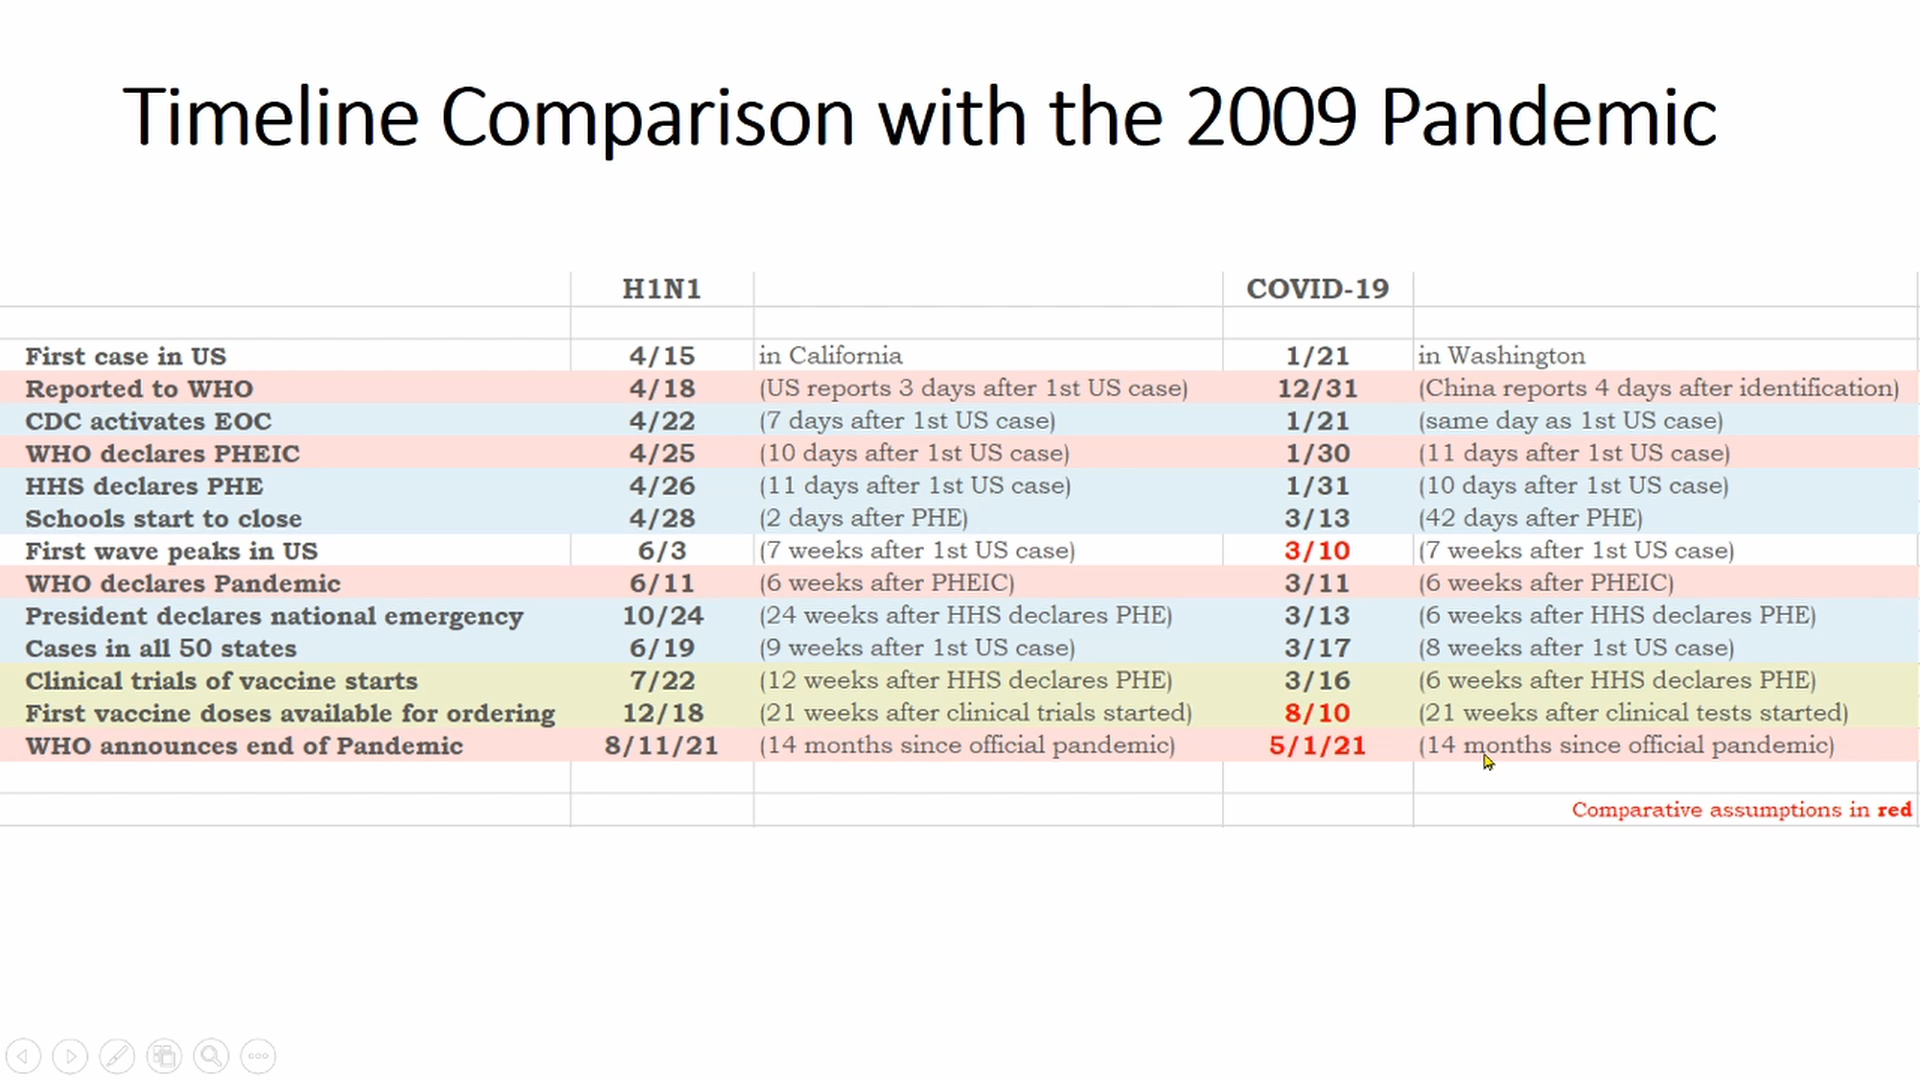 Timeline Comparison with the 2009 Pandemic
H1N1 COVID-19
First case in US 4/15 in California 1/21 in Washington
Reported to WHO 4/18 (US reports 3 days after 1st US case) 12/31 (China reports 4 days after identification)
CDC activates EOC 4/22 (7 days after 1st US case) 1/21 (same day as 1st US case)
WHO declares PHEIC 4/25 (10 days after 1st US case) 1/30 (11 days after 1st US case)
HHS declares PHE 4/26 (11 days after 1st US case) 1/31 (10 days after 1st US case)
Schools start to close 4/28 (2 days after PHE) 3/13 (42 days after PHE)
First wave peaks in US 6/3 (7 weeks after 1st US case) 3/10 (7 weeks after 1st US case)
WHO declares Pandemic 6/11 (6 weeks after PHEIC) 3/11 (6 weeks after PHEIC)
President declares national emergency 10/24 (24 weeks after HHS declares PHE) 3/13 (6 weeks after HHS declares PHE)
Cases in all 50 states 6/19 (9 weeks after 1st US case) 3/17 (8 weeks after 1st US case)
Clinical trials of vaccine starts 7/22 (12 weeks after HHS declares PHE) 3/16 (6 weeks after HHS declares PHE)
First vaccine doses available for ordering 12/18 (21 weeks after clinical trials started) 8/10 (21 weeks after clinical tests started)
WHO announces end of Pandemic 8/11/21 (14 months since official pandemic) 5/1/21 (14 months since official pandemic)
Comparative assumptions in red